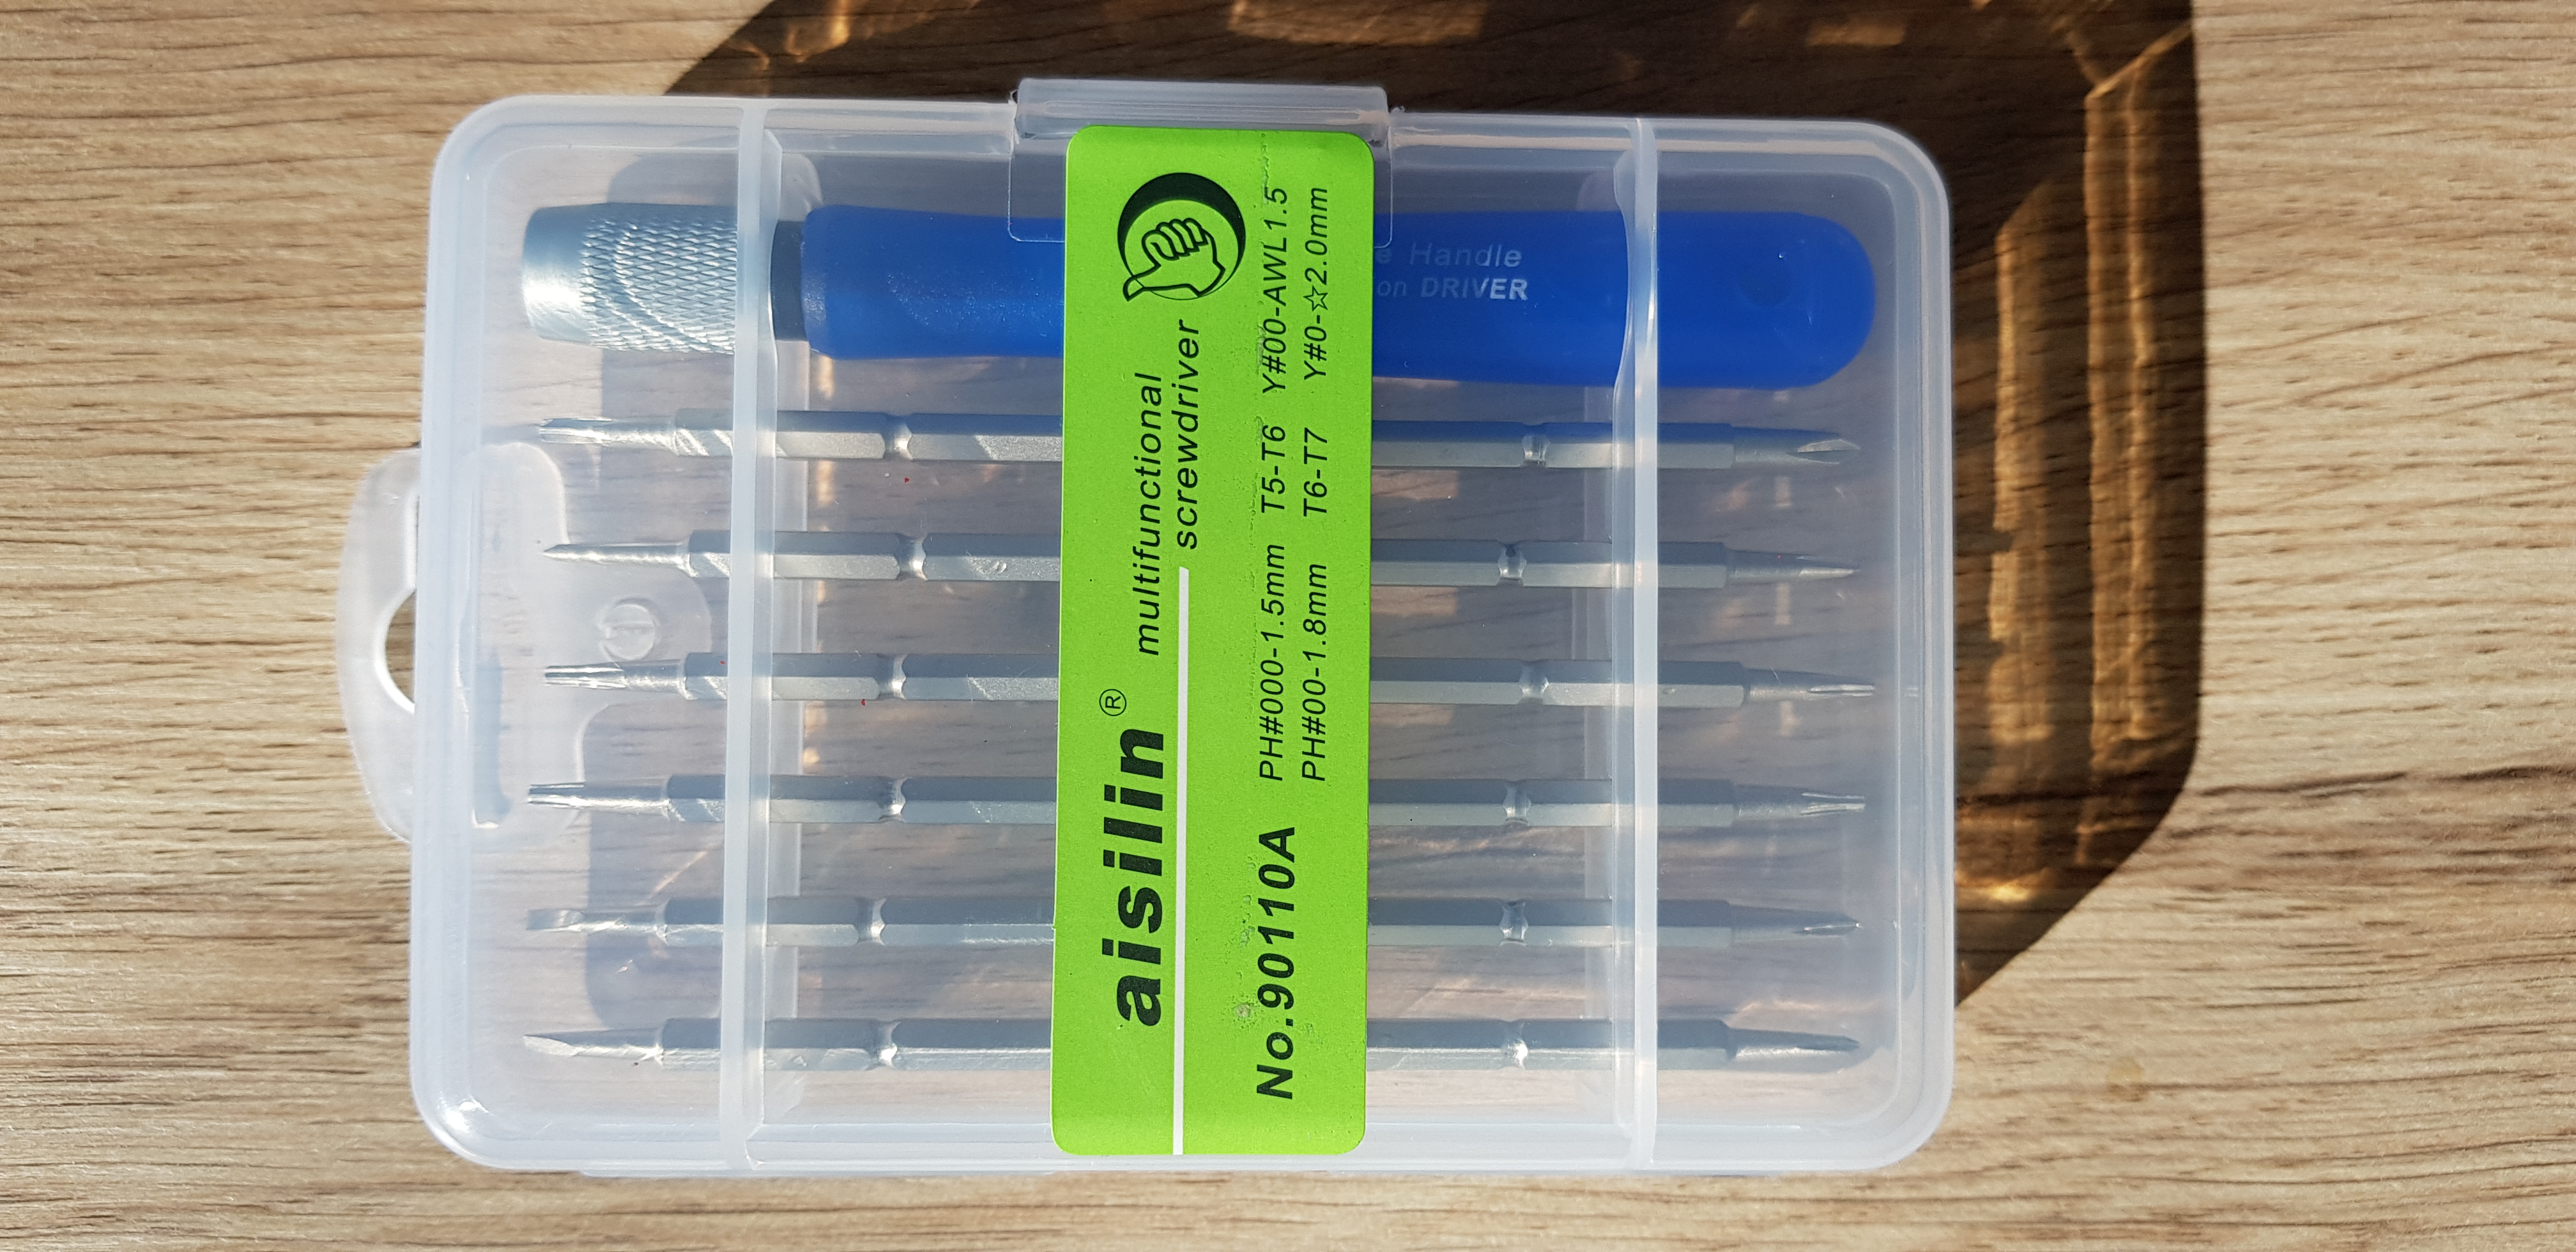 aisilin® multifunctional
screwdriver
No.90110A PH#000-1.5mm T5-T6 Y#00-AWL1.5
PH#00-1.8mm T6-T7 Y#0-☆2.0mm
Handle
on DRIVER